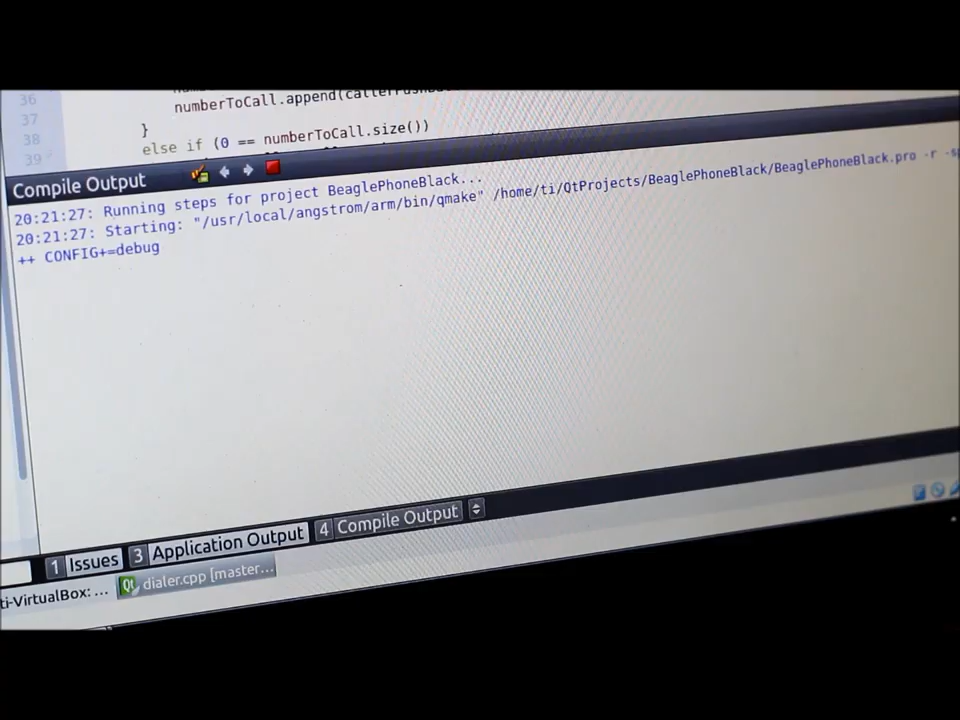 36
37
numberToCall.append(
38
}
39
else if (0 == numberToCall.size())
Compile Output
20:21:27: Running steps for project BeaglePhoneBlack...
20:21:27: Starting: "/usr/local/angstrom/arm/bin/qmake" /home/ti/QtProjects/BeaglePhoneBlack/BeaglePhoneBlack.pro -r
++ CONFIG+=debug
1 Issues 3 Application Output 4 Compile Output
ti-VirtualBox: ... Qt dialer.cpp [master...